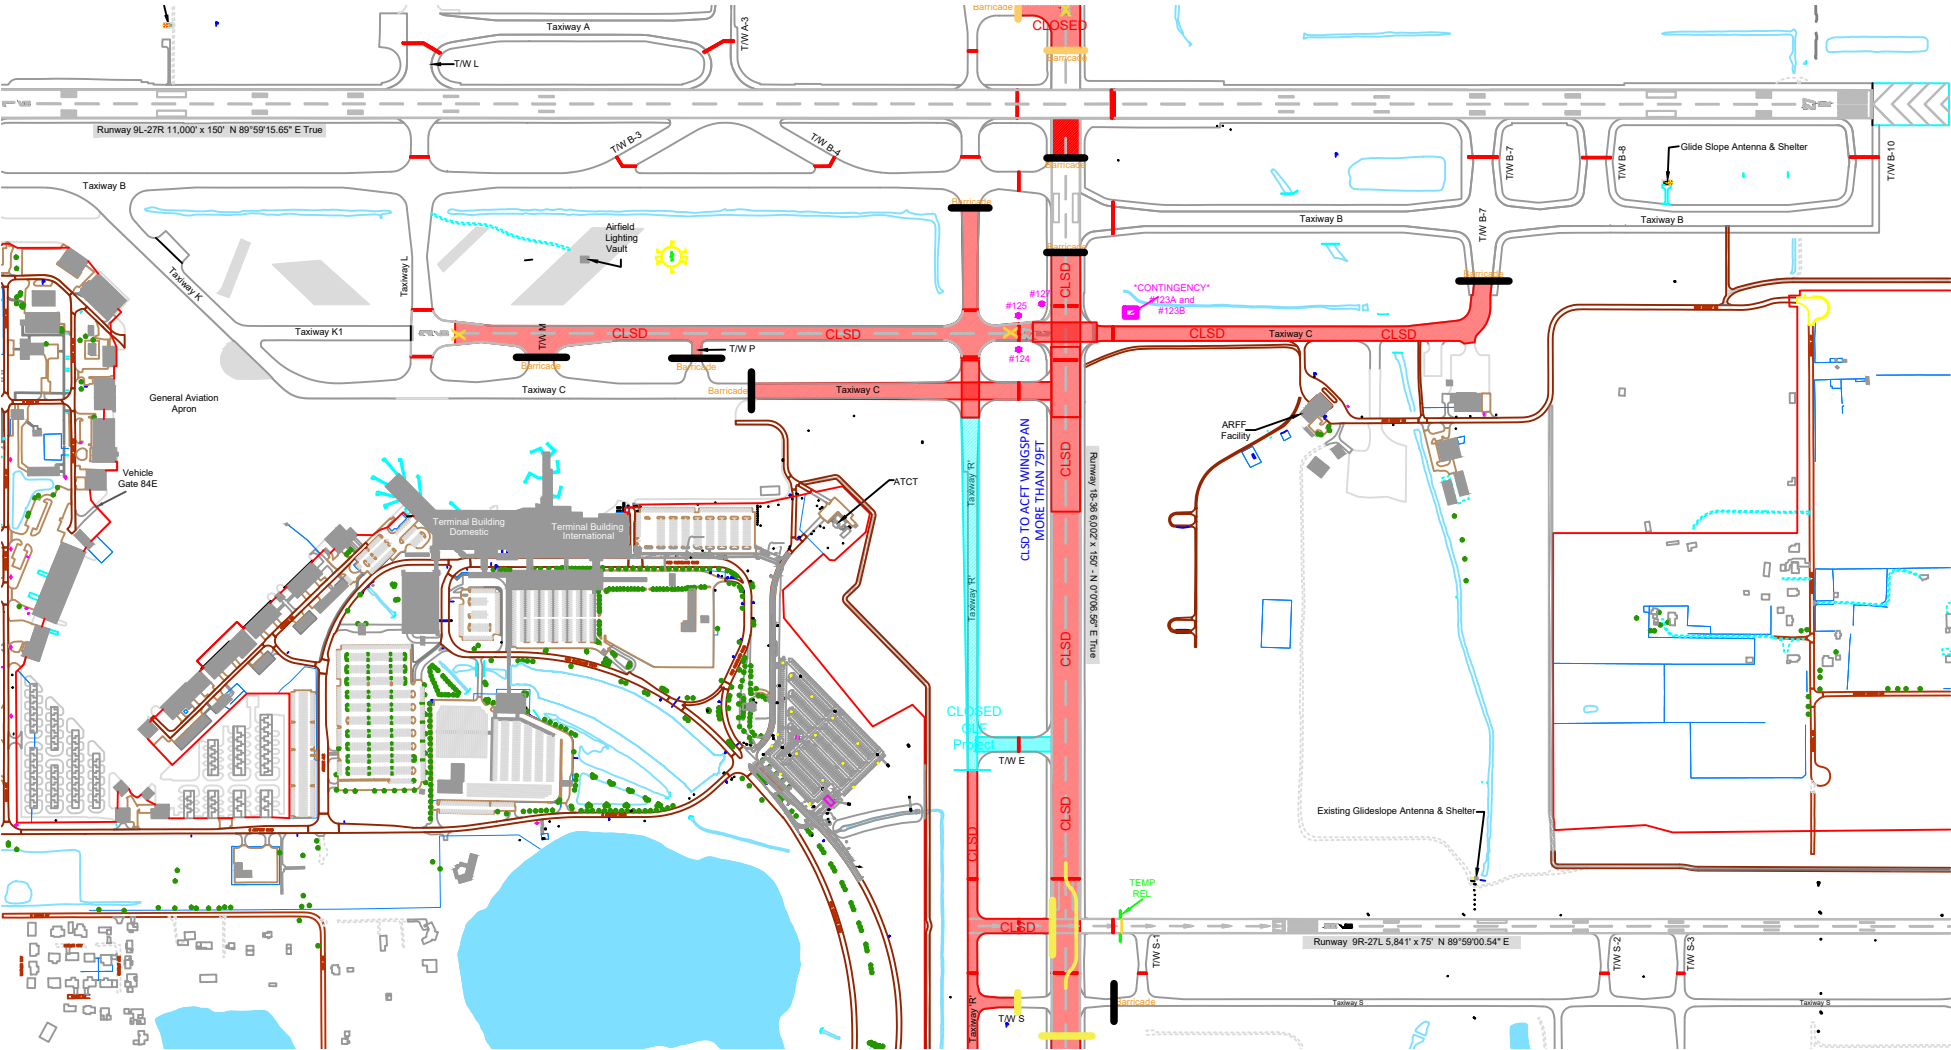 Barricade
CLOSED
Barricade
Taxiway A
T/W A-3
T/W L
Runway 9L-27R 11,000' x 150'  N 89°59'15.65" E True
T/W B-3
T/W B-4
Barricade
T/W B-7
T/W B-8
Glide Slope Antenna & Shelter
T/W B-10
Taxiway B
Barricade
Taxiway B
Taxiway B
T/W B-7
Airfield
Lighting
Vault
Barricade
Taxiway K
Taxiway L
CLSD
Barricade
#127
#125
*CONTINGENCY*
#123A and
#123B
Taxiway K1
T/W M
CLSD
CLSD
CLSD
Taxiway C
CLSD
T/W P
#124
Barricade
Barricade
Taxiway C
Barricade
Taxiway C
General Aviation
Apron
ARFF
Facility
CLSD TO ACFT WINGSPAN
MORE THAN 79FT
CLSD
Runway 18-36 6,002' x 150' - N 0°0'06.56" E True
Vehicle
Gate 84E
Taxiway 'R'
ATCT
Terminal Building
Domestic
Terminal Building
International
Taxiway 'R'
CLSD
CLOSED
GLF
Project
T/W E
CLSD
CLSD
Existing Glideslope Antenna & Shelter
TEMP
REL
CLSD
Runway  9R-27L 5,841' x 75'  N 89°59'00.54" E
T/W S-1
T/W S-2
T/W S-3
Barricade
Taxiway S
Taxiway S
T/W S
Taxiway 'R'